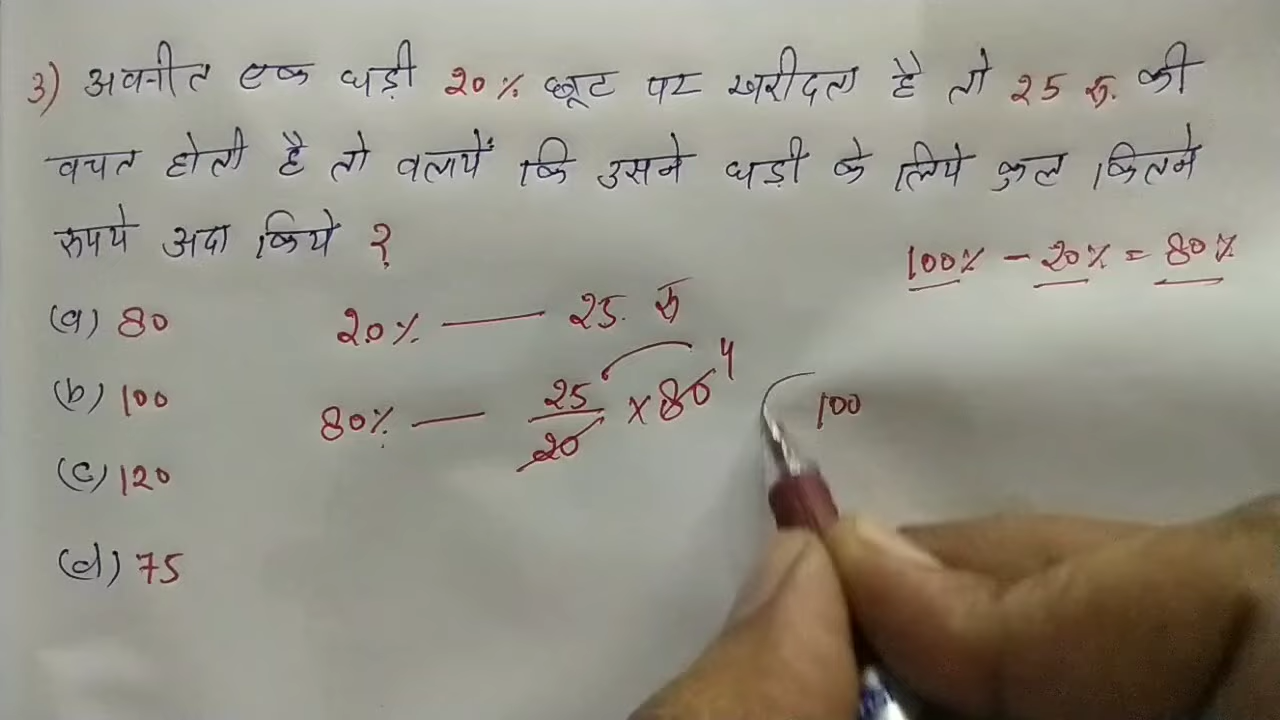 3) अवनीत एक घड़ी 20% छूट पर खरीदता है तो 25 रु. की
बचत होती है तो बतायें कि उसने घड़ी के लिये कुल कितने
रुपये अदा किये ?
100% - 20% = 80%
(a) 80
20% — 25. रु
(b) 100
80% — 25/20 × 80 4 100
(c) 120
(d) 75